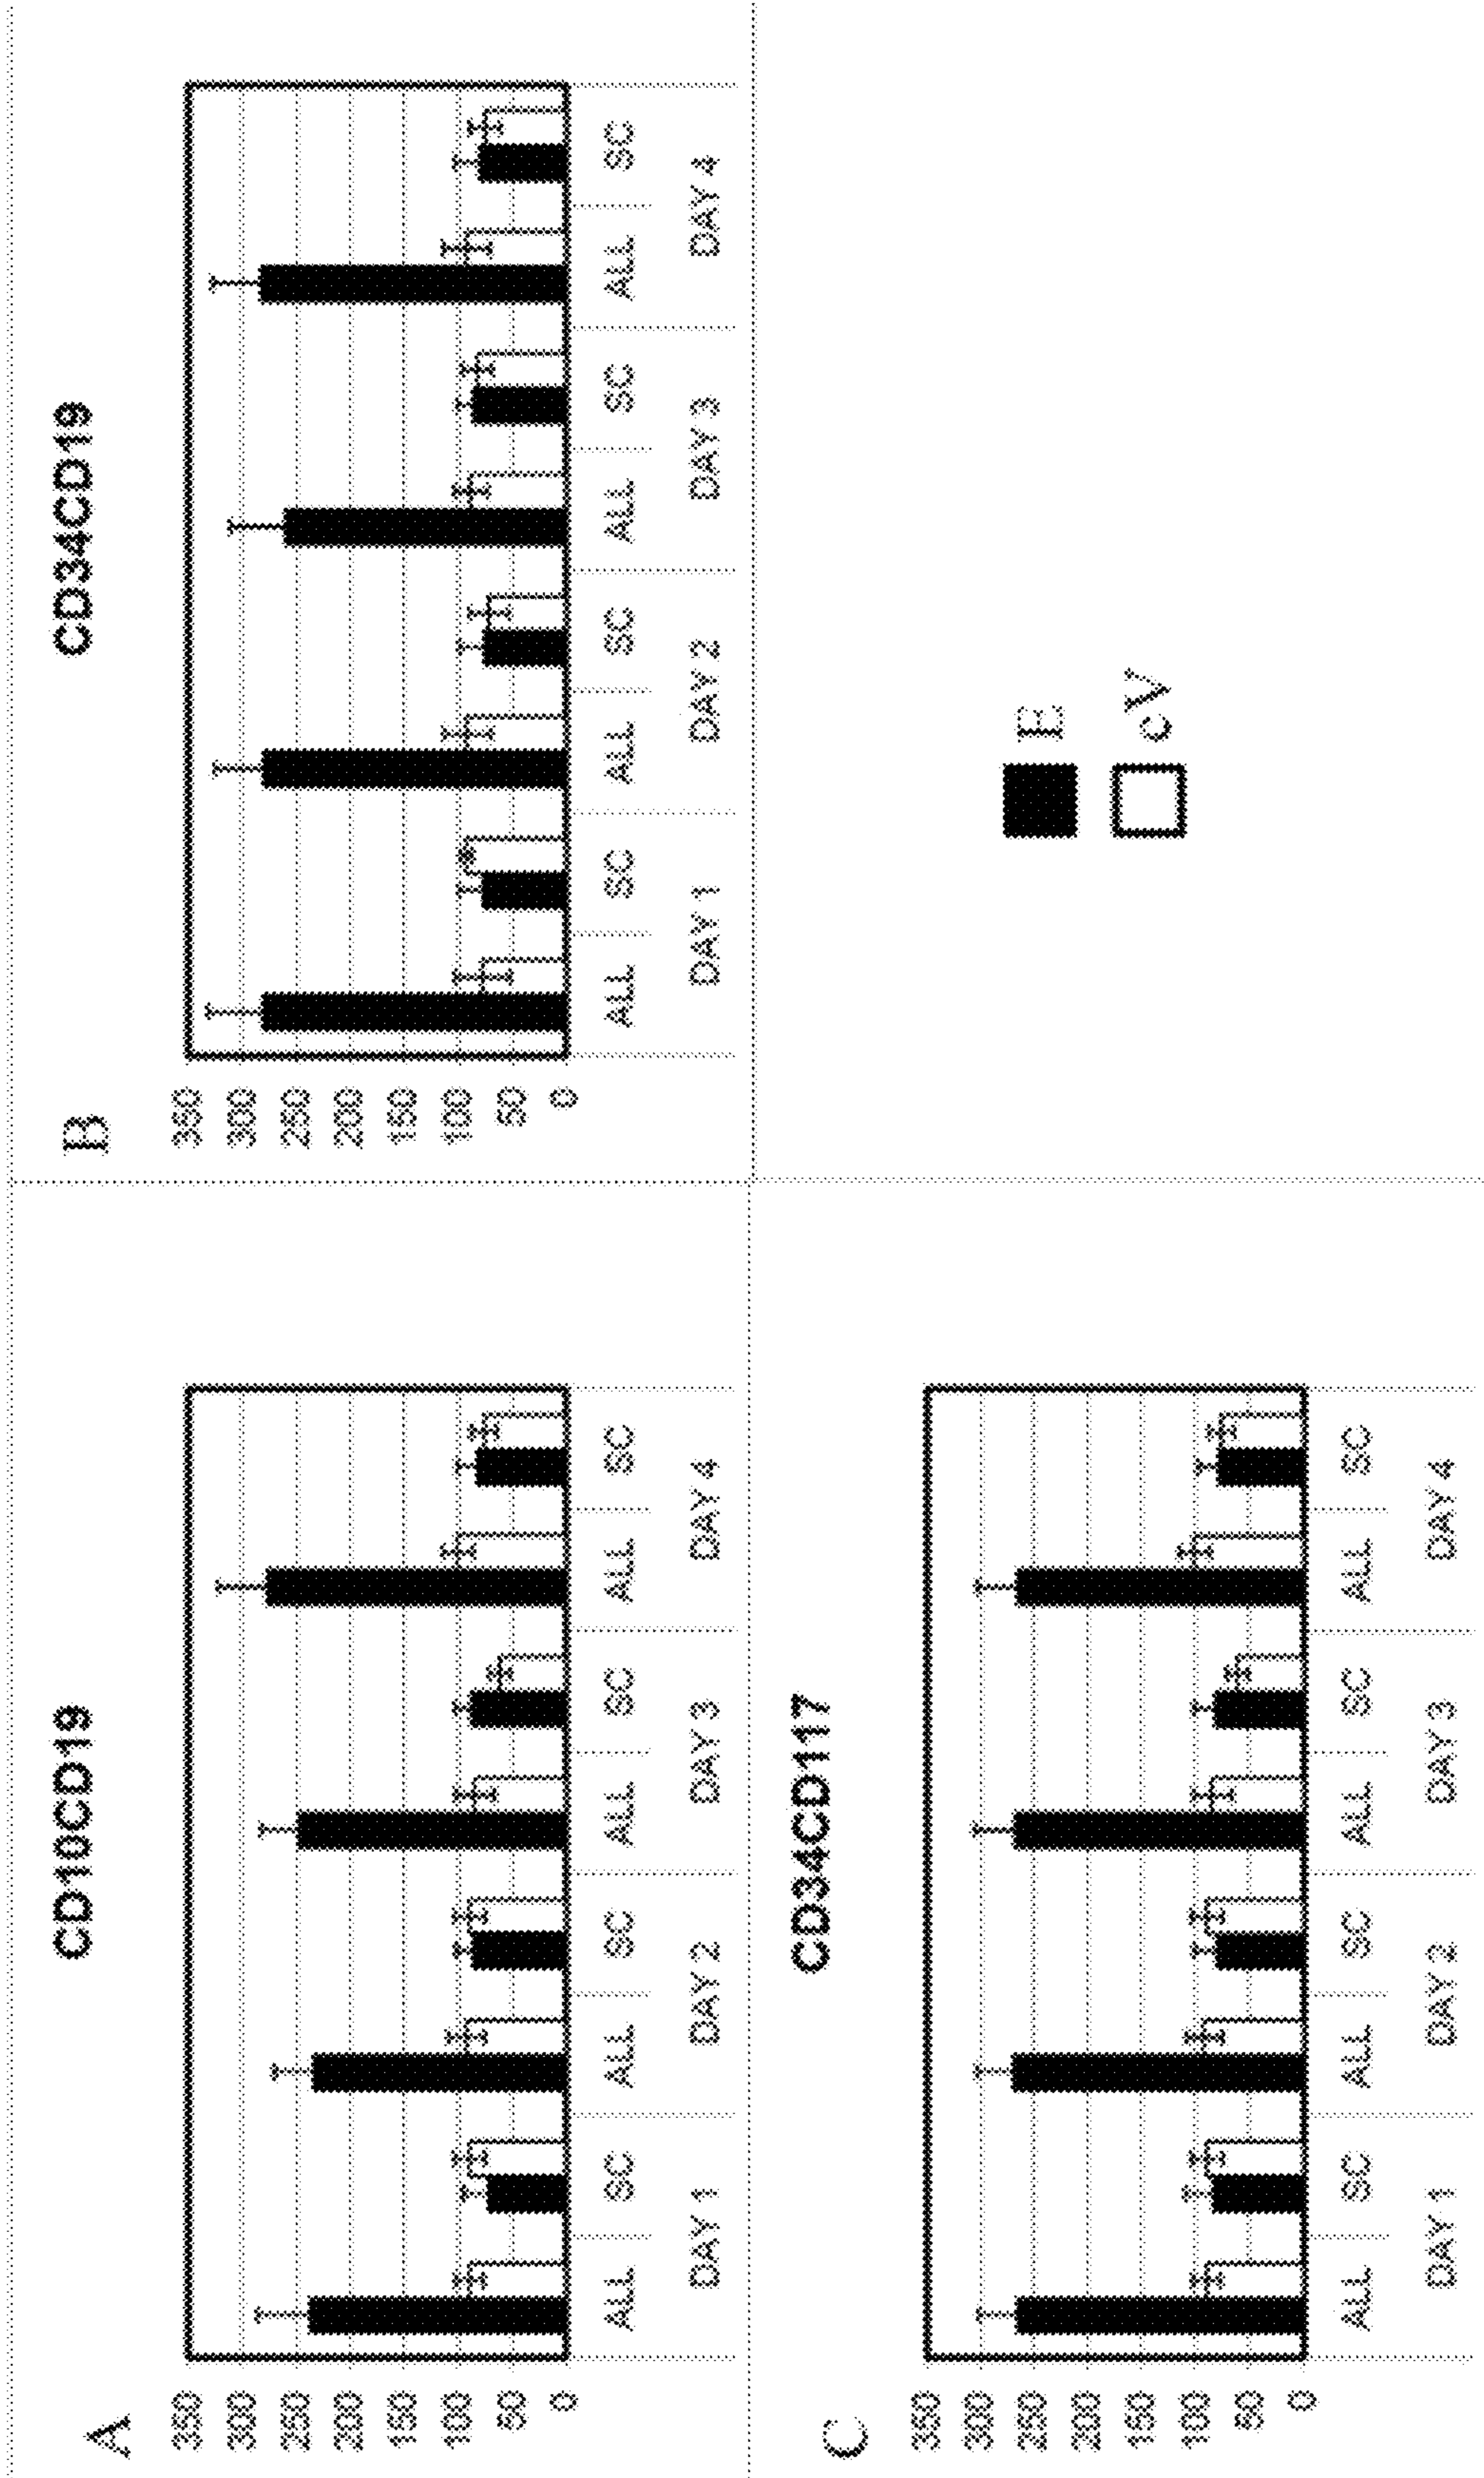 A
CD10CD19
350
300
250
200
150
100
50
0
ALL SC ALL SC ALL SC ALL SC
DAY 1 DAY 2 DAY 3 DAY 4
B
CD34CD19
350
300
250
200
150
100
50
0
ALL SC ALL SC ALL SC ALL SC
DAY 1 DAY 2 DAY 3 DAY 4
C
CD34CD117
350
300
250
200
150
100
50
0
ALL SC ALL SC ALL SC ALL SC
DAY 1 DAY 2 DAY 3 DAY 4
E
cV